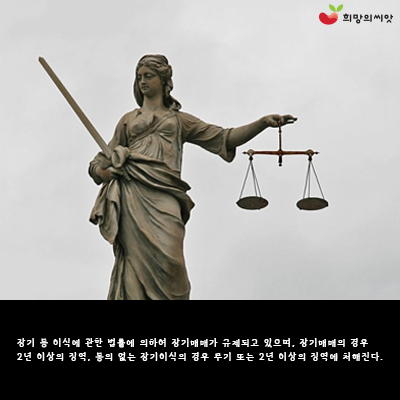 희망의씨앗
장기 등 이식에 관한 법률에 의하여 장기매매가 규제되고 있으며, 장기매매의 경우
2년 이상의 징역, 동의 없는 장기이식의 경우 무기 또는 2년 이상의 징역에 처해진다.